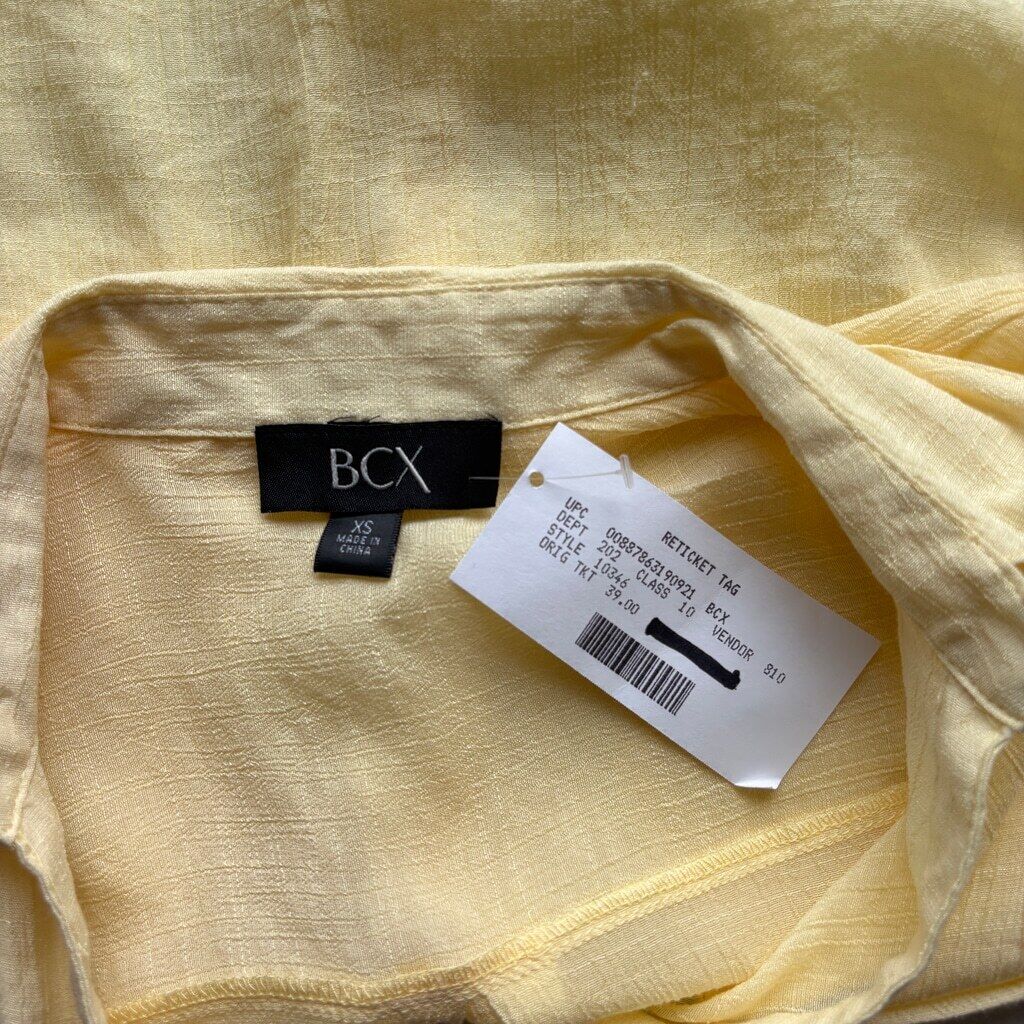 BCX
XS
MADE IN
CHINA
RETICKET TAG
UPC 00887863190921 BCX
DEPT 202 CLASS 10 VENDOR 810
STYLE 10346
ORIG TKT 39.00